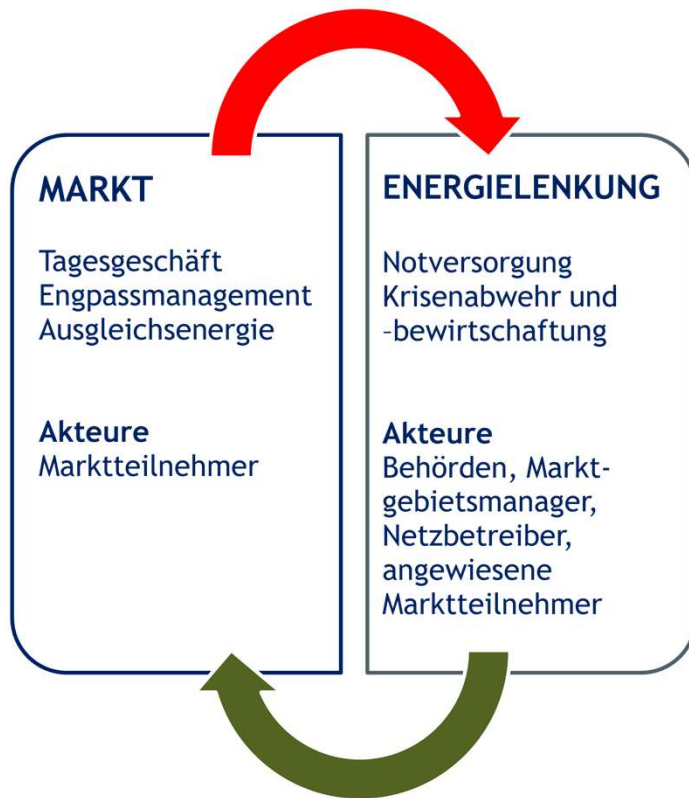 MARKT
Tagesgeschäft
Engpassmanagement
Ausgleichsenergie
Akteure
Marktteilnehmer
ENERGIELENKUNG
Notversorgung
Krisenabwehr und
-bewirtschaftung
Akteure
Behörden, Markt-
gebietsmanager,
Netzbetreiber,
angewiesene
Marktteilnehmer